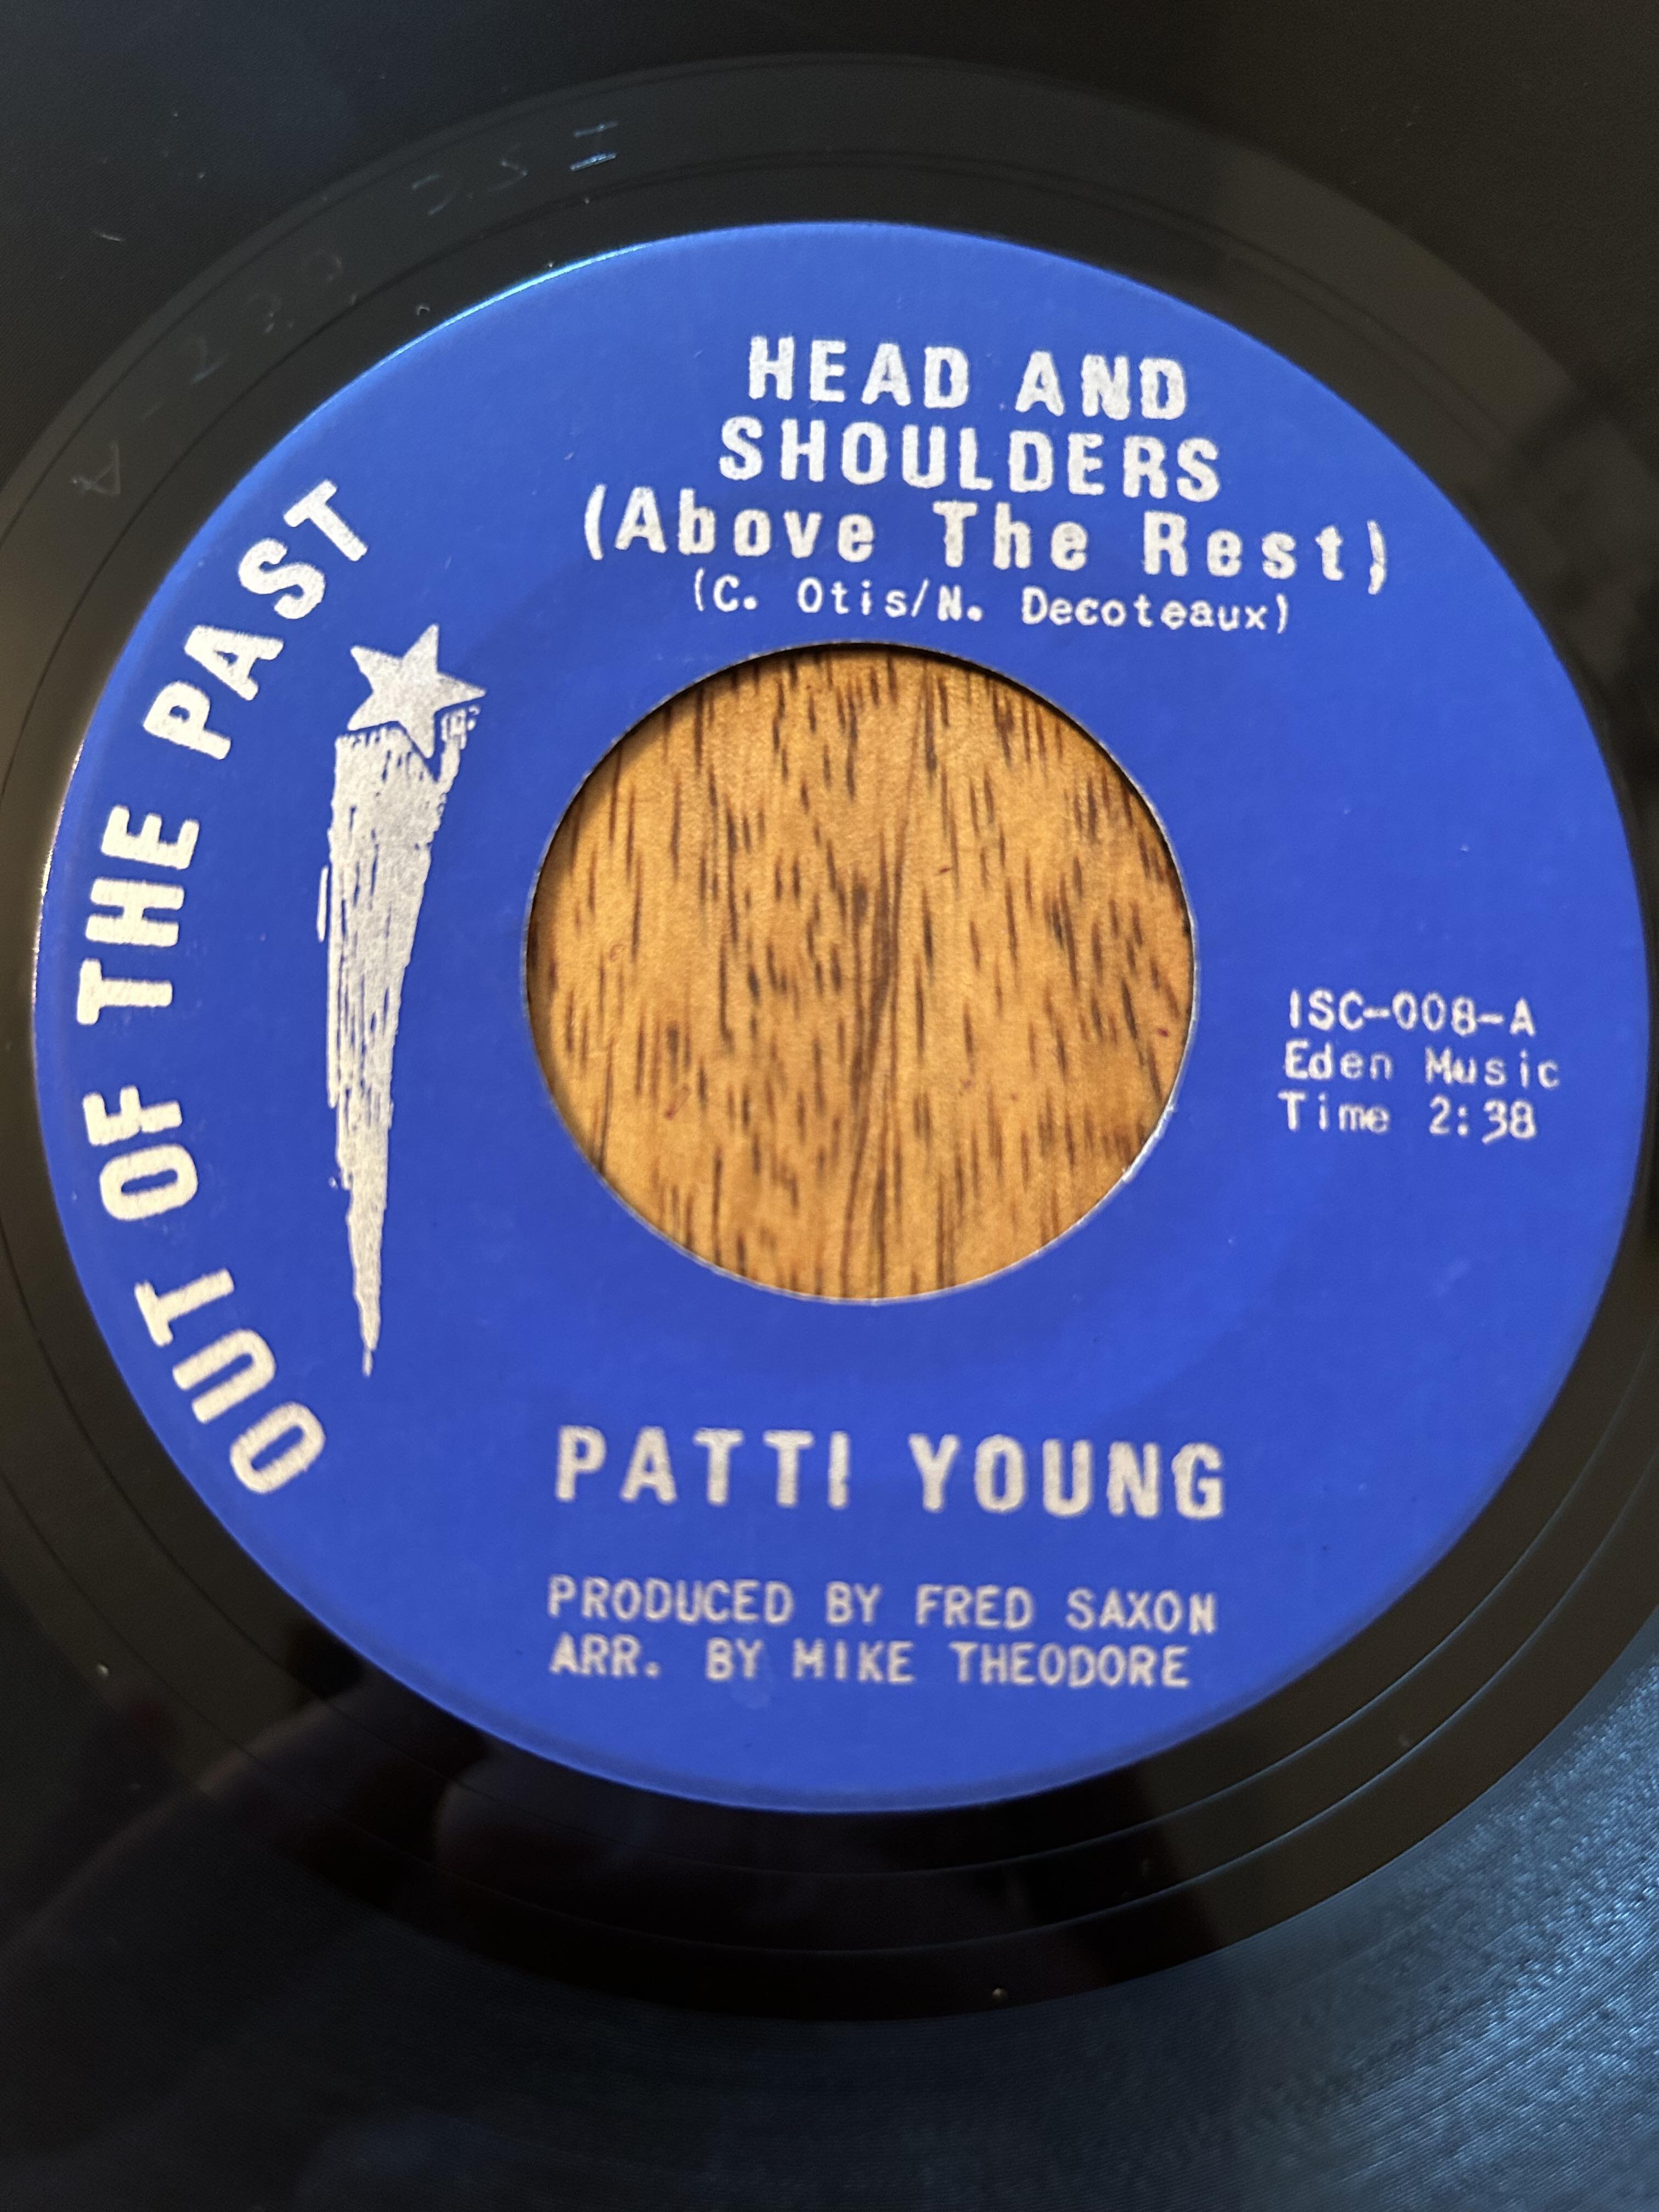 OUT OF THE PAST
HEAD AND
SHOULDERS
(Above The Rest)
(C. Otis/N. Decoteaux)
ISC-008-A
Eden Music
Time 2:38
PATTI YOUNG
PRODUCED BY FRED SAXON
ARR. BY MIKE THEODORE